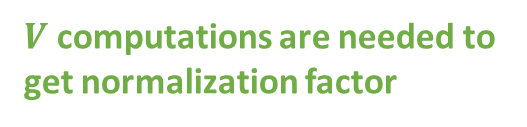 V computations are needed to
get normalization factor